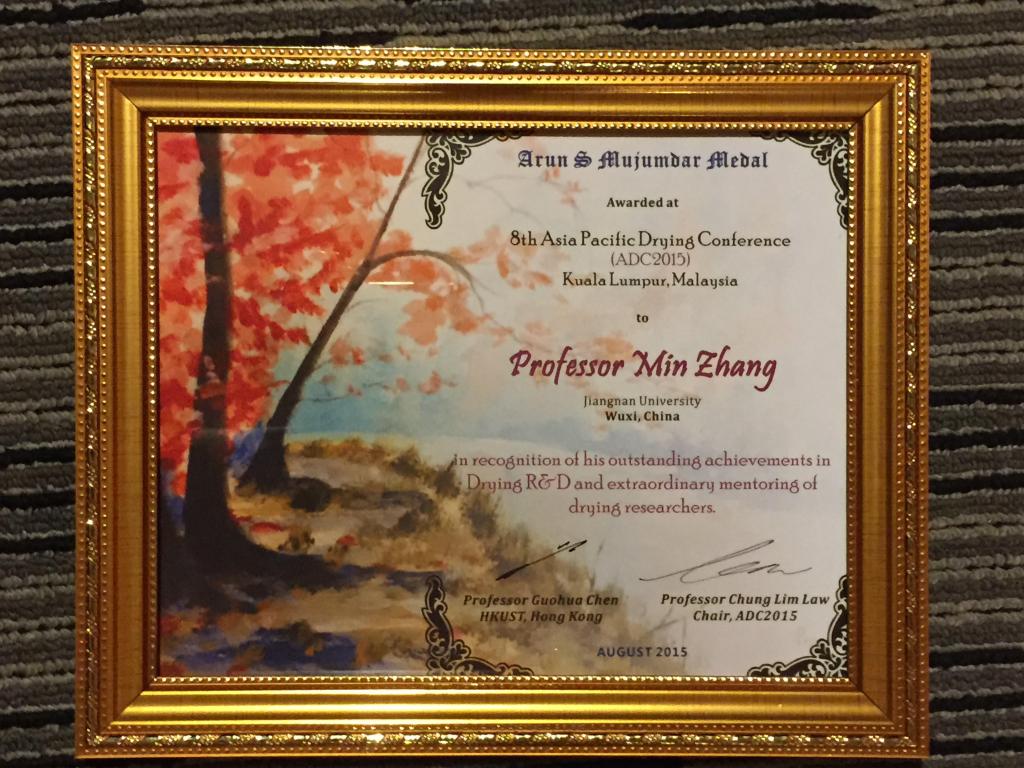 Arun S Mujumdar Medal
Awarded at
8th Asia Pacific Drying Conference
(ADC2015)
Kuala Lumpur, Malaysia
to
Professor Min Zhang
Jiangnan University
Wuxi, China
in recognition of his outstanding achievements in
Drying R&D and extraordinary mentoring of
drying researchers.
Professor Guohua Chen
HKUST, Hong Kong
Professor Chung Lim Law
Chair, ADC2015
AUGUST 2015